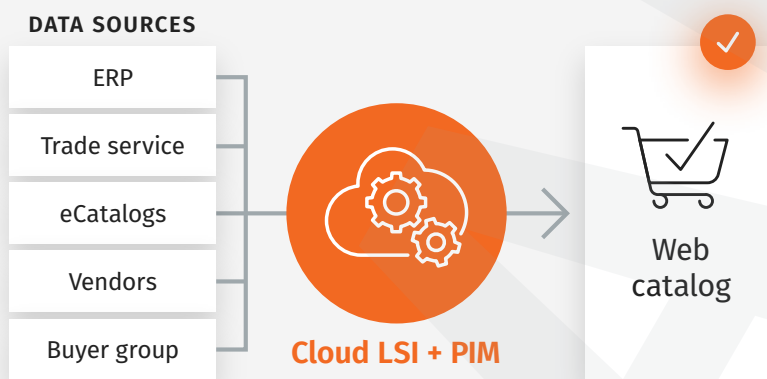 DATA SOURCES
ERP
Trade service
eCatalogs
Vendors
Buyer group
Cloud LSI + PIM
Web
catalog